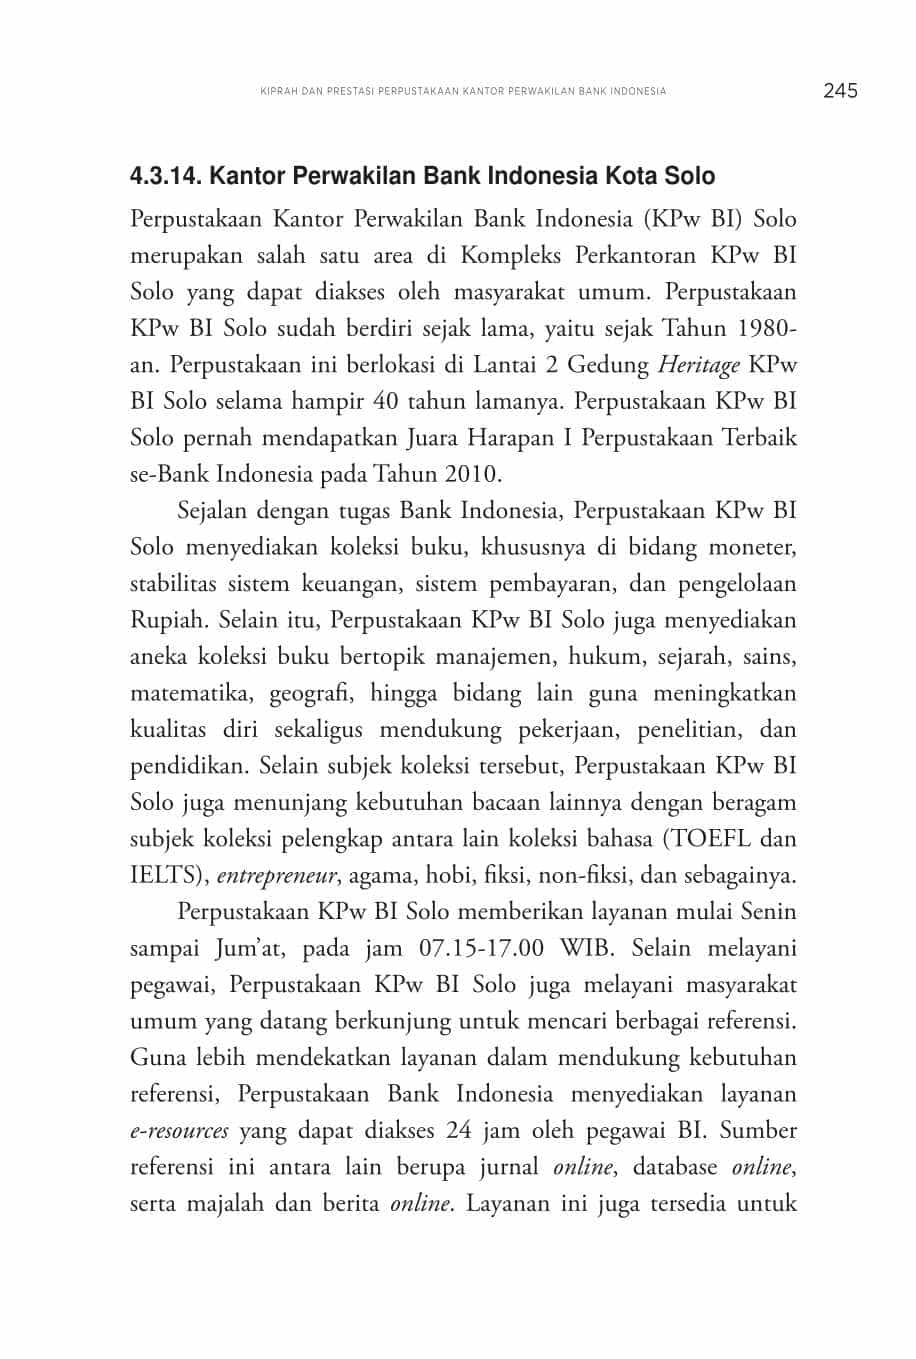 KIPRAH DAN PRESTASI PERPUSTAKAAN KANTOR PERWAKILAN BANK INDONESIA 245
4.3.14. Kantor Perwakilan Bank Indonesia Kota Solo
Perpustakaan Kantor Perwakilan Bank Indonesia (KPw BI) Solo
merupakan salah satu area di Kompleks Perkantoran KPw BI
Solo yang dapat diakses oleh masyarakat umum. Perpustakaan
KPw BI Solo sudah berdiri sejak lama, yaitu sejak Tahun 1980-
an. Perpustakaan ini berlokasi di Lantai 2 Gedung Heritage KPw
BI Solo selama hampir 40 tahun lamanya. Perpustakaan KPw BI
Solo pernah mendapatkan Juara Harapan I Perpustakaan Terbaik
se-Bank Indonesia pada Tahun 2010.
Sejalan dengan tugas Bank Indonesia, Perpustakaan KPw BI
Solo menyediakan koleksi buku, khususnya di bidang moneter,
stabilitas sistem keuangan, sistem pembayaran, dan pengelolaan
Rupiah. Selain itu, Perpustakaan KPw BI Solo juga menyediakan
aneka koleksi buku bertopik manajemen, hukum, sejarah, sains,
matematika, geografi, hingga bidang lain guna meningkatkan
kualitas diri sekaligus mendukung pekerjaan, penelitian, dan
pendidikan. Selain subjek koleksi tersebut, Perpustakaan KPw BI
Solo juga menunjang kebutuhan bacaan lainnya dengan beragam
subjek koleksi pelengkap antara lain koleksi bahasa (TOEFL dan
IELTS), entrepreneur, agama, hobi, fiksi, non-fiksi, dan sebagainya.
Perpustakaan KPw BI Solo memberikan layanan mulai Senin
sampai Jum’at, pada jam 07.15-17.00 WIB. Selain melayani
pegawai, Perpustakaan KPw BI Solo juga melayani masyarakat
umum yang datang berkunjung untuk mencari berbagai referensi.
Guna lebih mendekatkan layanan dalam mendukung kebutuhan
referensi, Perpustakaan Bank Indonesia menyediakan layanan
e-resources yang dapat diakses 24 jam oleh pegawai BI. Sumber
referensi ini antara lain berupa jurnal online, database online,
serta majalah dan berita online. Layanan ini juga tersedia untuk